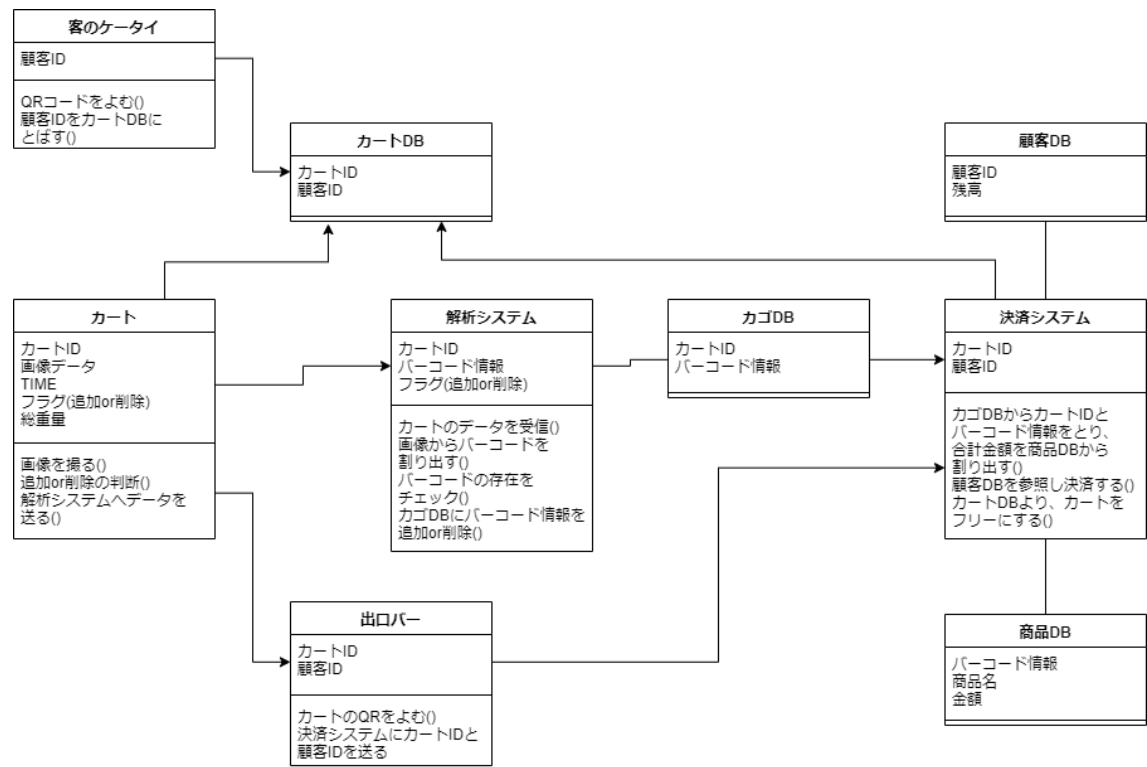 客のケータイ
顧客ID
QRコードをよむ()
顧客IDをカートDBに
とばす()
カートDB
カートID
顧客ID
顧客DB
顧客ID
残高
カート
カートID
画像データ
TIME
フラグ(追加or削除)
総重量
画像を撮る()
追加or削除の判断()
解析システムへデータを
送る()
解析システム
カートID
バーコード情報
フラグ(追加or削除)
カートのデータを受信()
画像からバーコードを
割り出す()
バーコードの存在を
チェック()
カゴDBにバーコード情報を
追加or削除()
カゴDB
カートID
バーコード情報
決済システム
カートID
顧客ID
カゴDBからカートIDと
バーコード情報をとり、
合計金額を商品DBから
割り出す()
顧客DBを参照し決済する()
カートDBより、カートを
フリーにする()
出口バー
カートID
顧客ID
カートのQRをよむ()
決済システムにカートIDと
顧客IDを送る
商品DB
バーコード情報
商品名
金額